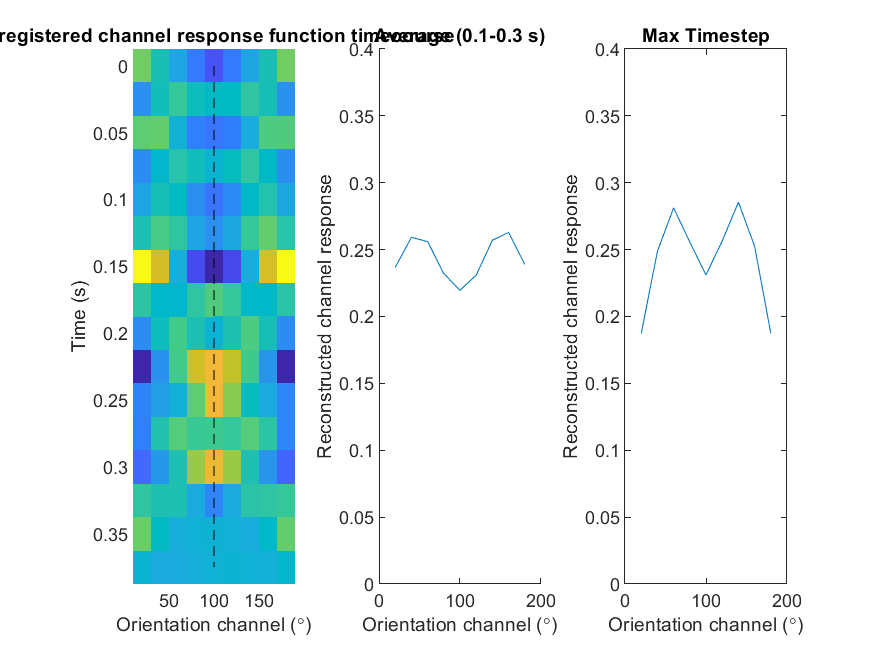 registered channel response function timecourse
Average (0.1-0.3 s)
Max Timestep
Time (s)
0
0.05
0.1
0.15
0.2
0.25
0.3
0.35
50 100 150
Orientation channel (°)
Reconstructed channel response
0.4
0.35
0.3
0.25
0.2
0.15
0.1
0.05
0
0 100 200
Orientation channel (°)
Reconstructed channel response
0.4
0.35
0.3
0.25
0.2
0.15
0.1
0.05
0
0 100 200
Orientation channel (°)